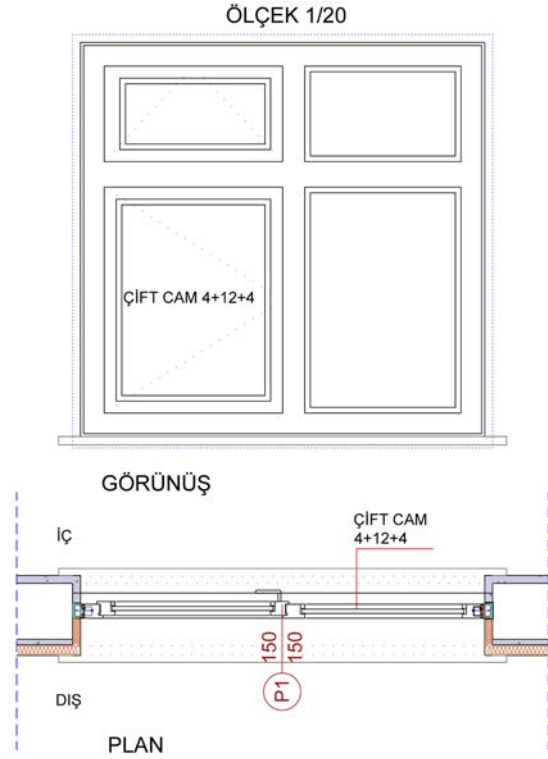 ÖLÇEK 1/20
ÇİFT CAM 4+12+4
GÖRÜNÜŞ
İÇ
ÇİFT CAM
4+12+4
150
150
P1
DIŞ
PLAN